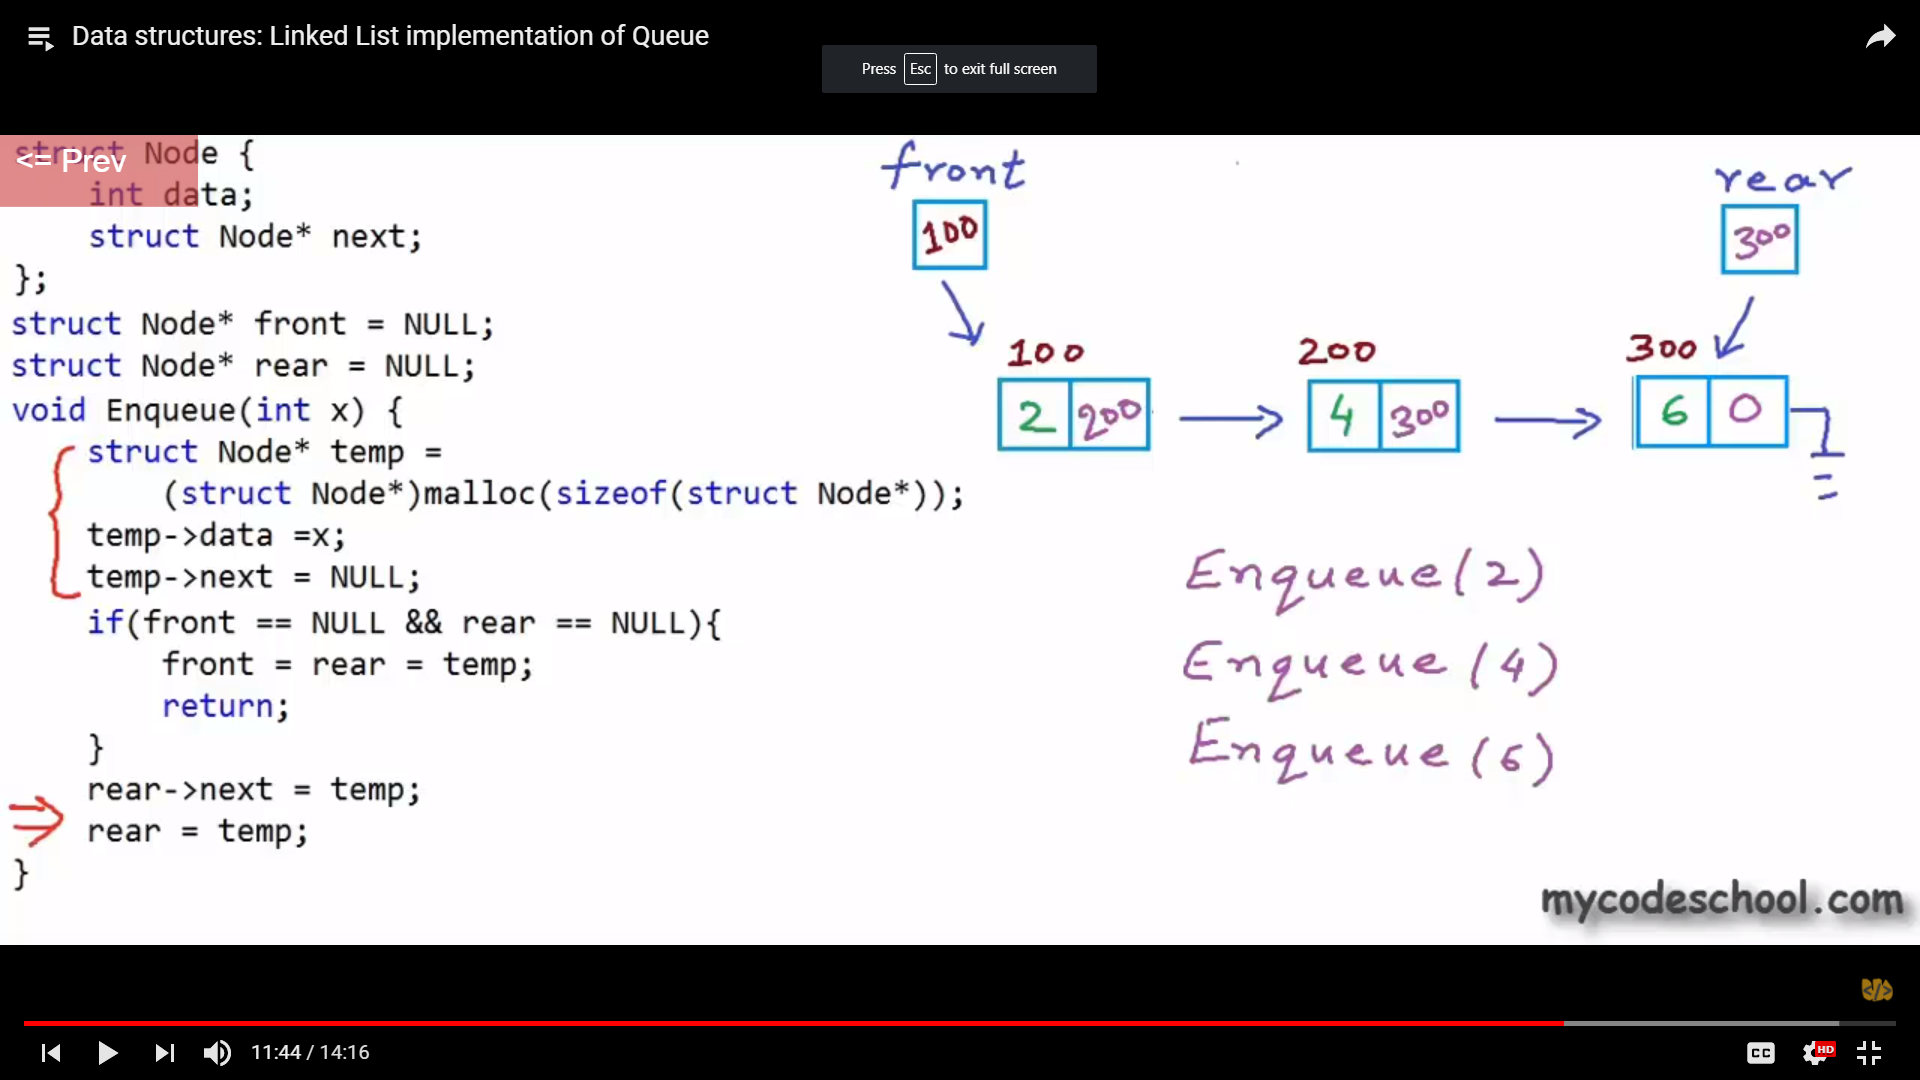 Data structures: Linked List implementation of Queue
Press Esc to exit full screen
<= Prev
struct Node {
int data;
struct Node* next;
};
struct Node* front = NULL;
struct Node* rear = NULL;
void Enqueue(int x) {
struct Node* temp =
(struct Node*)malloc(sizeof(struct Node*));
temp->data =x;
temp->next = NULL;
if(front == NULL && rear == NULL){
front = rear = temp;
return;
}
rear->next = temp;
rear = temp;
}
front
rear
100
300
100
200
300
2 200
4 300
6 0
Enqueue(2)
Enqueue(4)
Enqueue(6)
mycodeschool.com
</>
11:44 / 14:16
CC
HD